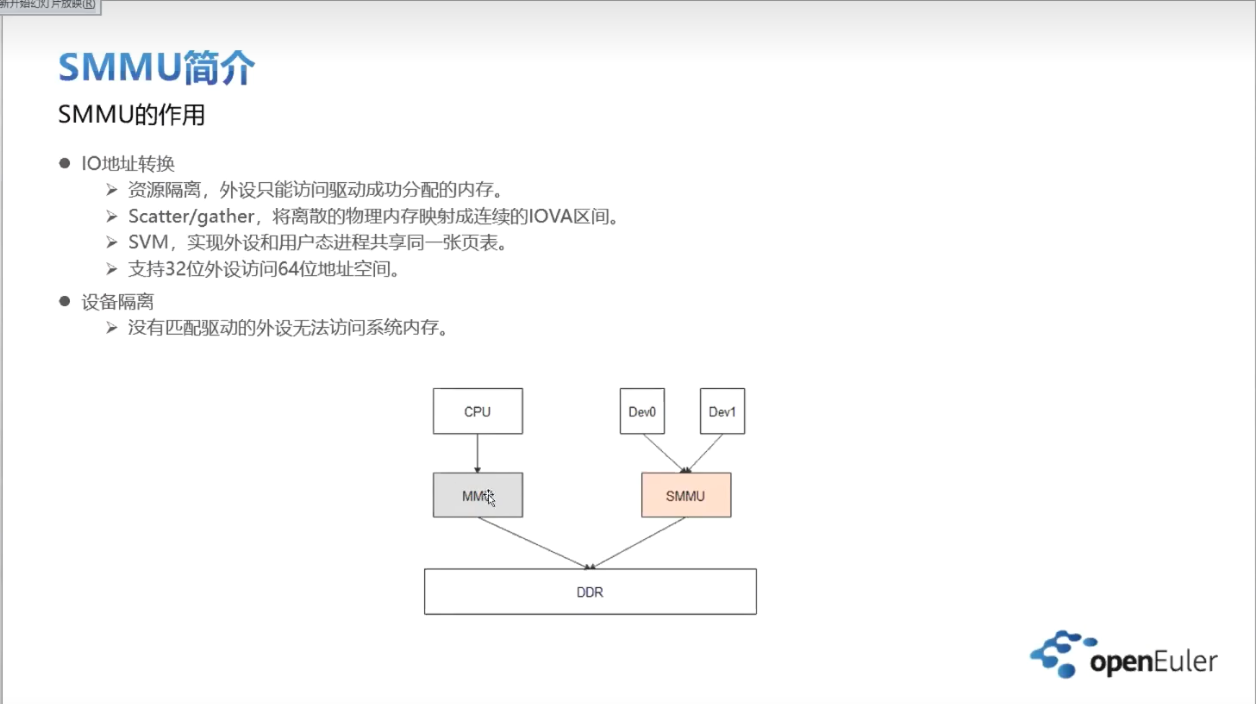 新开始幻灯片放映(R)
SMMU简介
SMMU的作用
IO地址转换
资源隔离，外设只能访问驱动成功分配的内存。
Scatter/gather，将离散的物理内存映射成连续的IOVA区间。
SVM，实现外设和用户态进程共享同一张页表。
支持32位外设访问64位地址空间。
设备隔离
没有匹配驱动的外设无法访问系统内存。
CPU Dev0 Dev1
MMU SMMU
DDR
openEuler